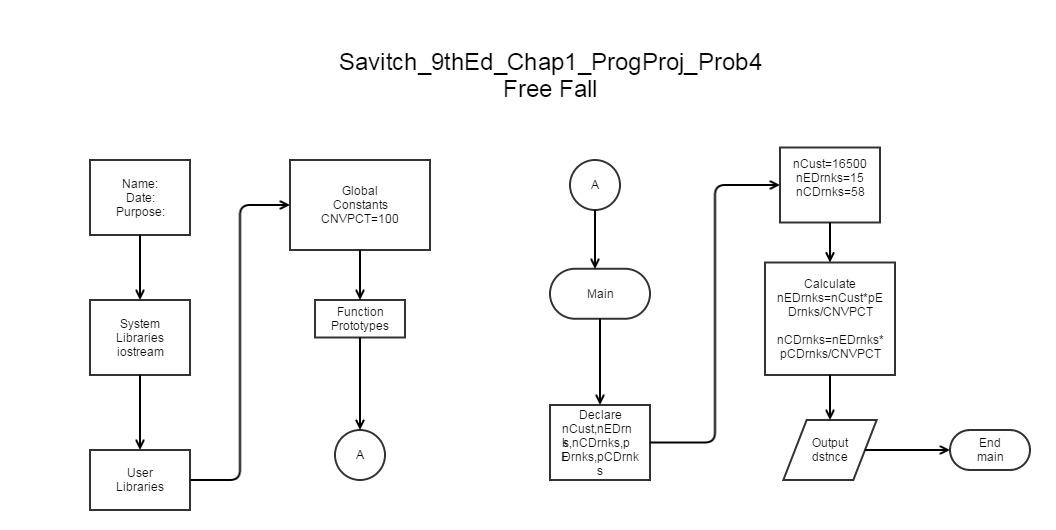 Savitch_9thEd_Chap1_ProgProj_Prob4
Free Fall
Name:
Date:
Purpose:
System
Libraries
iostream
User
Libraries
Global
Constants
CNVPCT=100
Function
Prototypes
A
A
Main
Declare
nCust,nEDrn
s,nCDrnks,p
Drnks,pCDrnk
s
nCust=16500
nEDrnks=15
nCDrnks=58
Calculate
nEDrnks=nCust*pE
Drnks/CNVPCT
nCDrnks=nEDrnks*
pCDrnks/CNVPCT
Output
dstnce
End
main